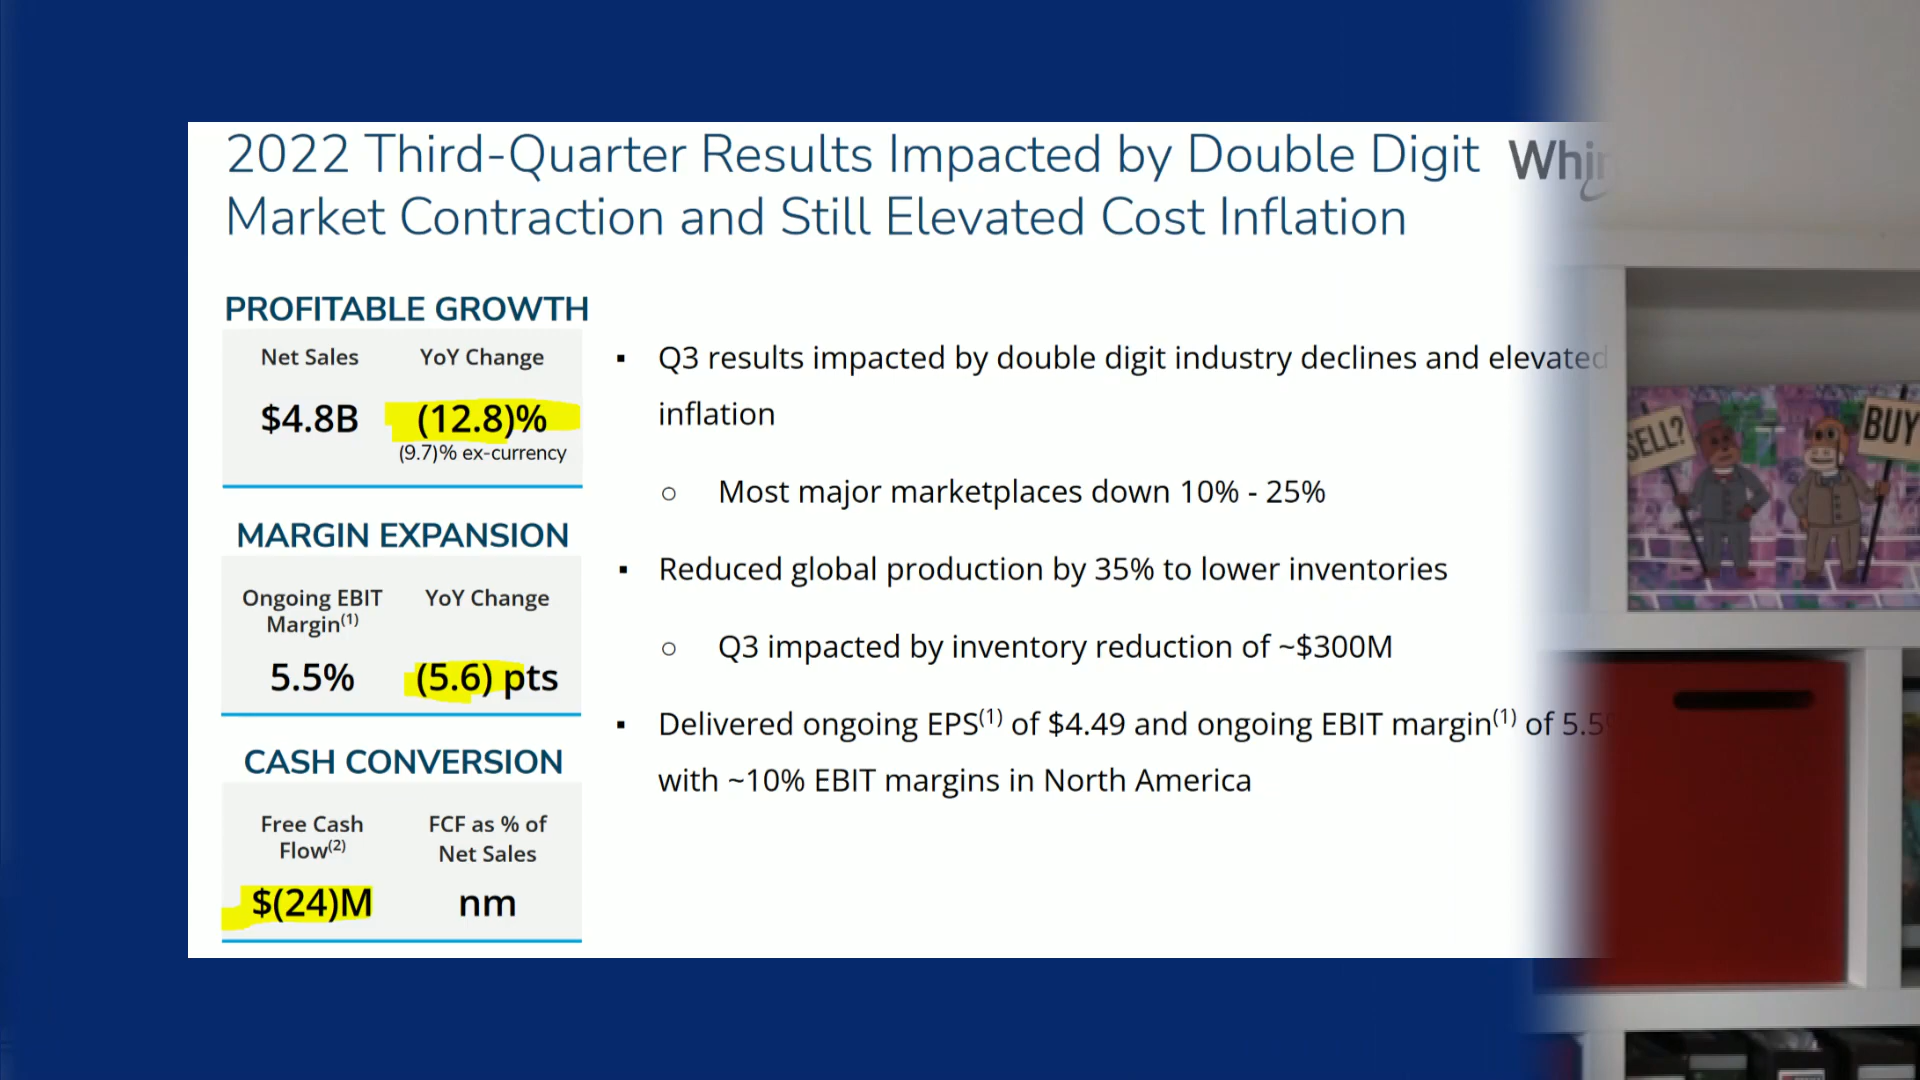 2022 Third-Quarter Results Impacted by Double Digit
Market Contraction and Still Elevated Cost Inflation
PROFITABLE GROWTH
Net Sales YoY Change
$4.8B (12.8)%
(9.7)% ex-currency
MARGIN EXPANSION
Ongoing EBIT YoY Change
Margin(1)
5.5% (5.6) pts
CASH CONVERSION
Free Cash FCF as % of
Flow(2) Net Sales
$(24)M nm
▪ Q3 results impacted by double digit industry declines and elevated
inflation
○ Most major marketplaces down 10% - 25%
▪ Reduced global production by 35% to lower inventories
○ Q3 impacted by inventory reduction of ~$300M
▪ Delivered ongoing EPS(1) of $4.49 and ongoing EBIT margin(1) of 5.5
with ~10% EBIT margins in North America
SELL?
BUY